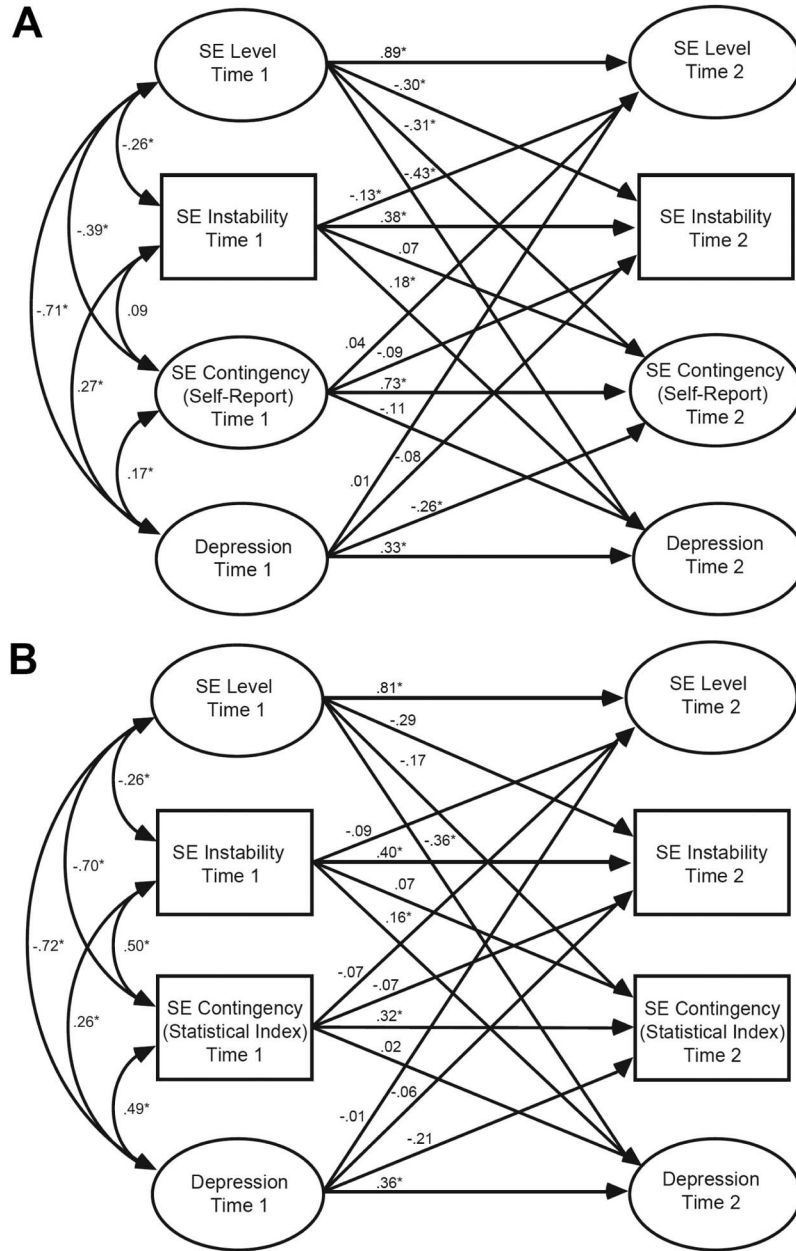 A
SE Level
Time 1
SE Level
Time 2
.89*
-.30*
-.31*
-.26*
-.43*
-.13*
SE Instability
Time 1
SE Instability
Time 2
.38*
-.39*
.07
.18*
-.71*
.09
.04
-.09
SE Contingency
(Self-Report)
Time 1
SE Contingency
(Self-Report)
Time 2
.27*
.73*
-.11
-.08
.17*
.01
-.26*
Depression
Time 1
Depression
Time 2
.33*
B
SE Level
Time 1
SE Level
Time 2
.81*
-.29
-.17
-.26*
-.09
-.36*
SE Instability
Time 1
SE Instability
Time 2
.40*
-.70*
.07
.16*
-.72*
.50*
-.07
-.07
SE Contingency
(Statistical Index)
Time 1
SE Contingency
(Statistical Index)
Time 2
.26*
.32*
.02
-.06
.49*
-.01
-.21
Depression
Time 1
Depression
Time 2
.36*